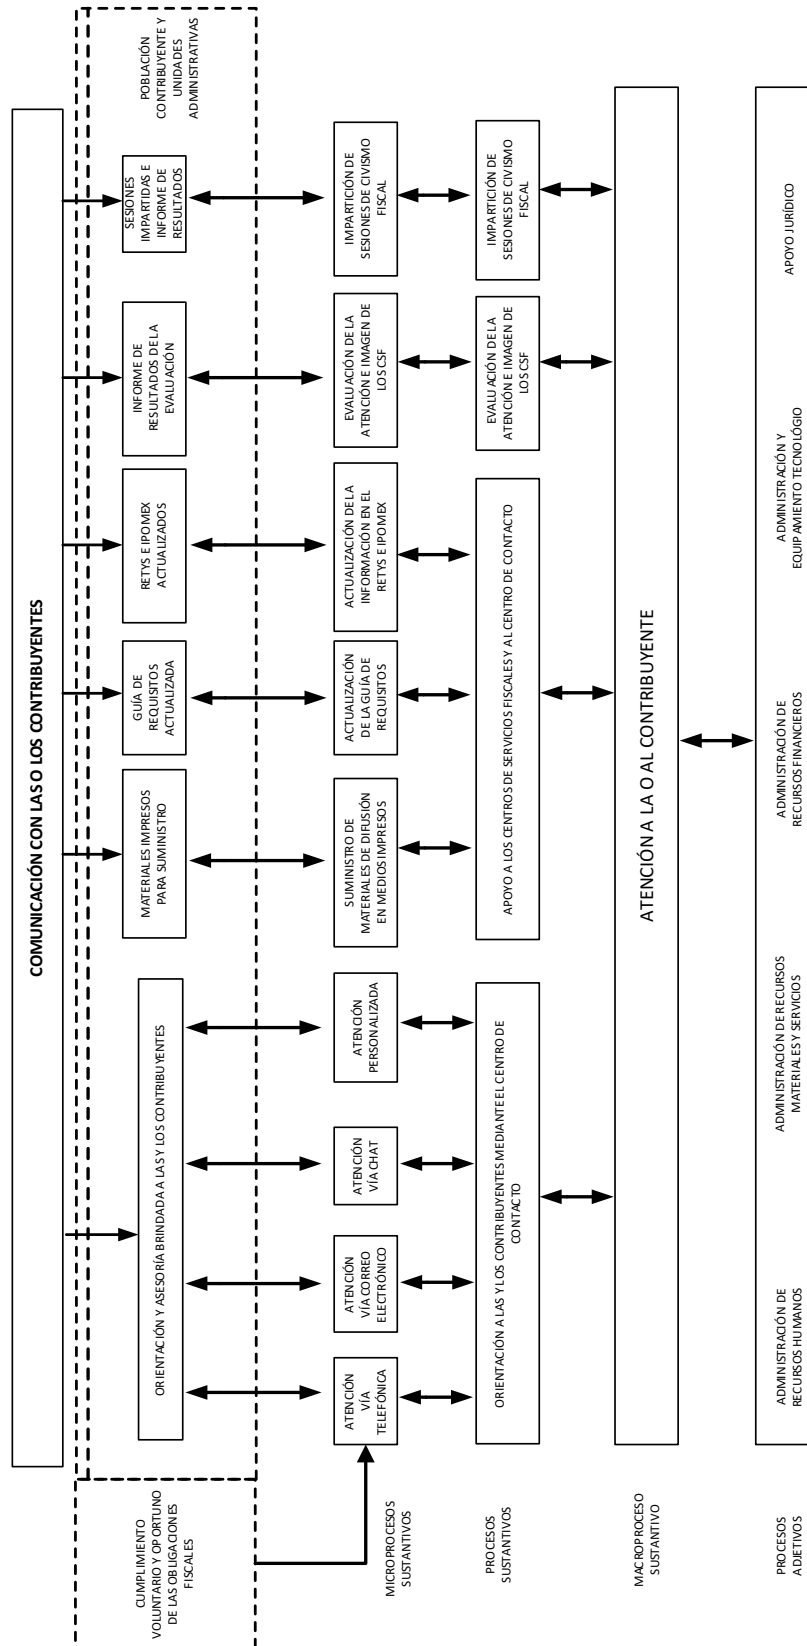 COMUNICACIÓN CON LAS O LOS CONTRIBUYENTES
CUMPLIMIENTO
VOLUNTARIO Y OPORTUNO
DE LAS OBLIGACIONES
FISCALES
ORIENTACIÓN Y ASESORÍA BRINDADA A LAS Y LOS CONTRIBUYENTES
MATERIALES IMPRESOS
PARA SUMINISTRO
GUÍA DE
REQUISITOS
ACTUALIZADA
RETYS E IPOMEX
ACTUALIZADOS
INFORME DE
RESULTADOS DE LA
EVALUACIÓN
SESIONES
IMPARTIDAS E
INFORME DE
RESULTADOS
POBLACIÓN
CONTRIBUYENTE Y
UNIDADES
ADMINISTRATIVAS
MICROPROCESOS
SUSTANTIVOS
ATENCIÓN
VÍA
TELEFÓNICA
ATENCIÓN
VÍA CORREO
ELECTRÓNICO
ATENCIÓN
VÍA CHAT
ATENCIÓN
PERSONALIZADA
SUMINISTRO DE
MATERIALES DE DIFUSIÓN
EN MEDIOS IMPRESOS
ACTUALIZACIÓN
DE LA GUÍA DE
REQUISITOS
ACTUALIZACIÓN DE LA
INFORMACIÓN EN EL
RETYS E IPOMEX
EVALUACIÓN DE LA
ATENCIÓN E IMAGEN DE
LOS CSF
IMPARTICIÓN DE
SESIONES DE CIVISMO
FISCAL
PROCESOS
SUSTANTIVOS
ORIENTACIÓN A LAS Y LOS CONTRIBUYENTES MEDIANTE EL CENTRO DE
CONTACTO
APOYO A LOS CENTROS DE SERVICIOS FISCALES Y AL CENTRO DE CONTACTO
EVALUACIÓN DE LA
ATENCIÓN E IMAGEN DE
LOS CSF
IMPARTICIÓN DE
SESIONES DE CIVISMO
FISCAL
MACROPROCESO
SUSTANTIVO
ATENCIÓN A LA O AL CONTRIBUYENTE
PROCESOS
ADJETIVOS
ADMINISTRACIÓN DE
RECURSOS HUMANOS
ADMINISTRACIÓN DE RECURSOS
MATERIALES Y SERVICIOS
ADMINISTRACIÓN DE
RECURSOS FINANCIEROS
ADMINISTRACIÓN Y
EQUIPAMIENTO TECNOLÓGIO
APOYO JURÍDICO